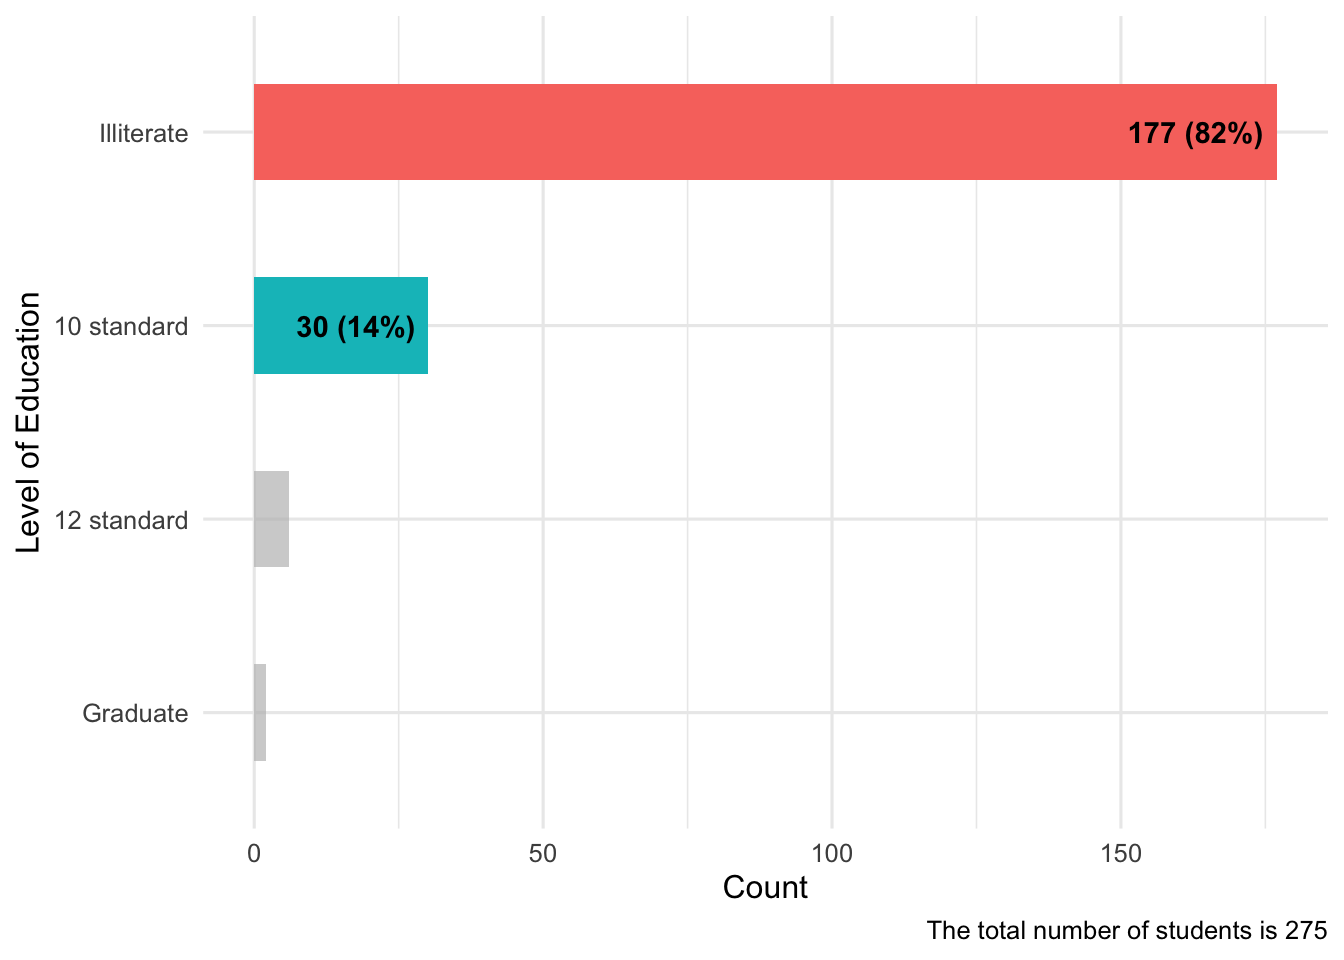 Illiterate
177 (82%)
10 standard
30 (14%)
12 standard
Graduate
Level of Education
0 50 100 150
Count
The total number of students is 275